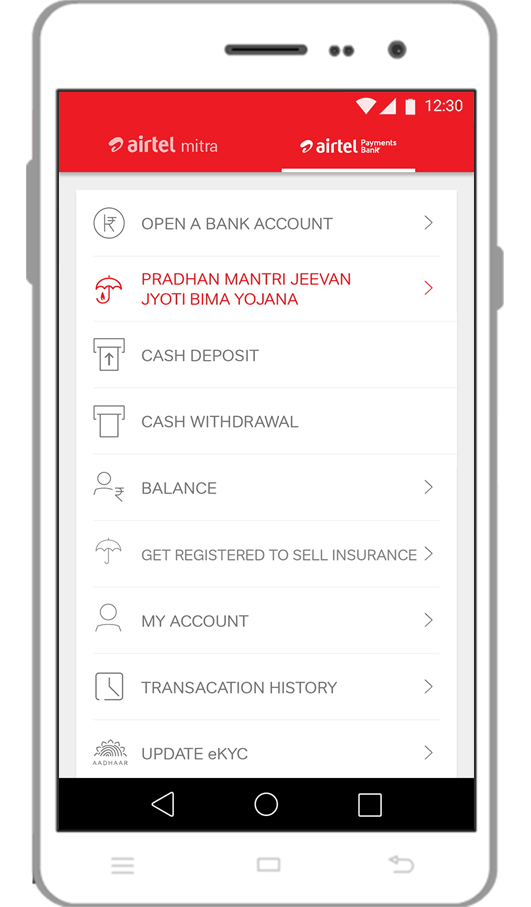 12:30
airtel mitra
airtel Payments Bank
OPEN A BANK ACCOUNT
PRADHAN MANTRI JEEVAN
JYOTI BIMA YOJANA
CASH DEPOSIT
CASH WITHDRAWAL
BALANCE
GET REGISTERED TO SELL INSURANCE
MY ACCOUNT
TRANSACATION HISTORY
AADHAAR
UPDATE eKYC